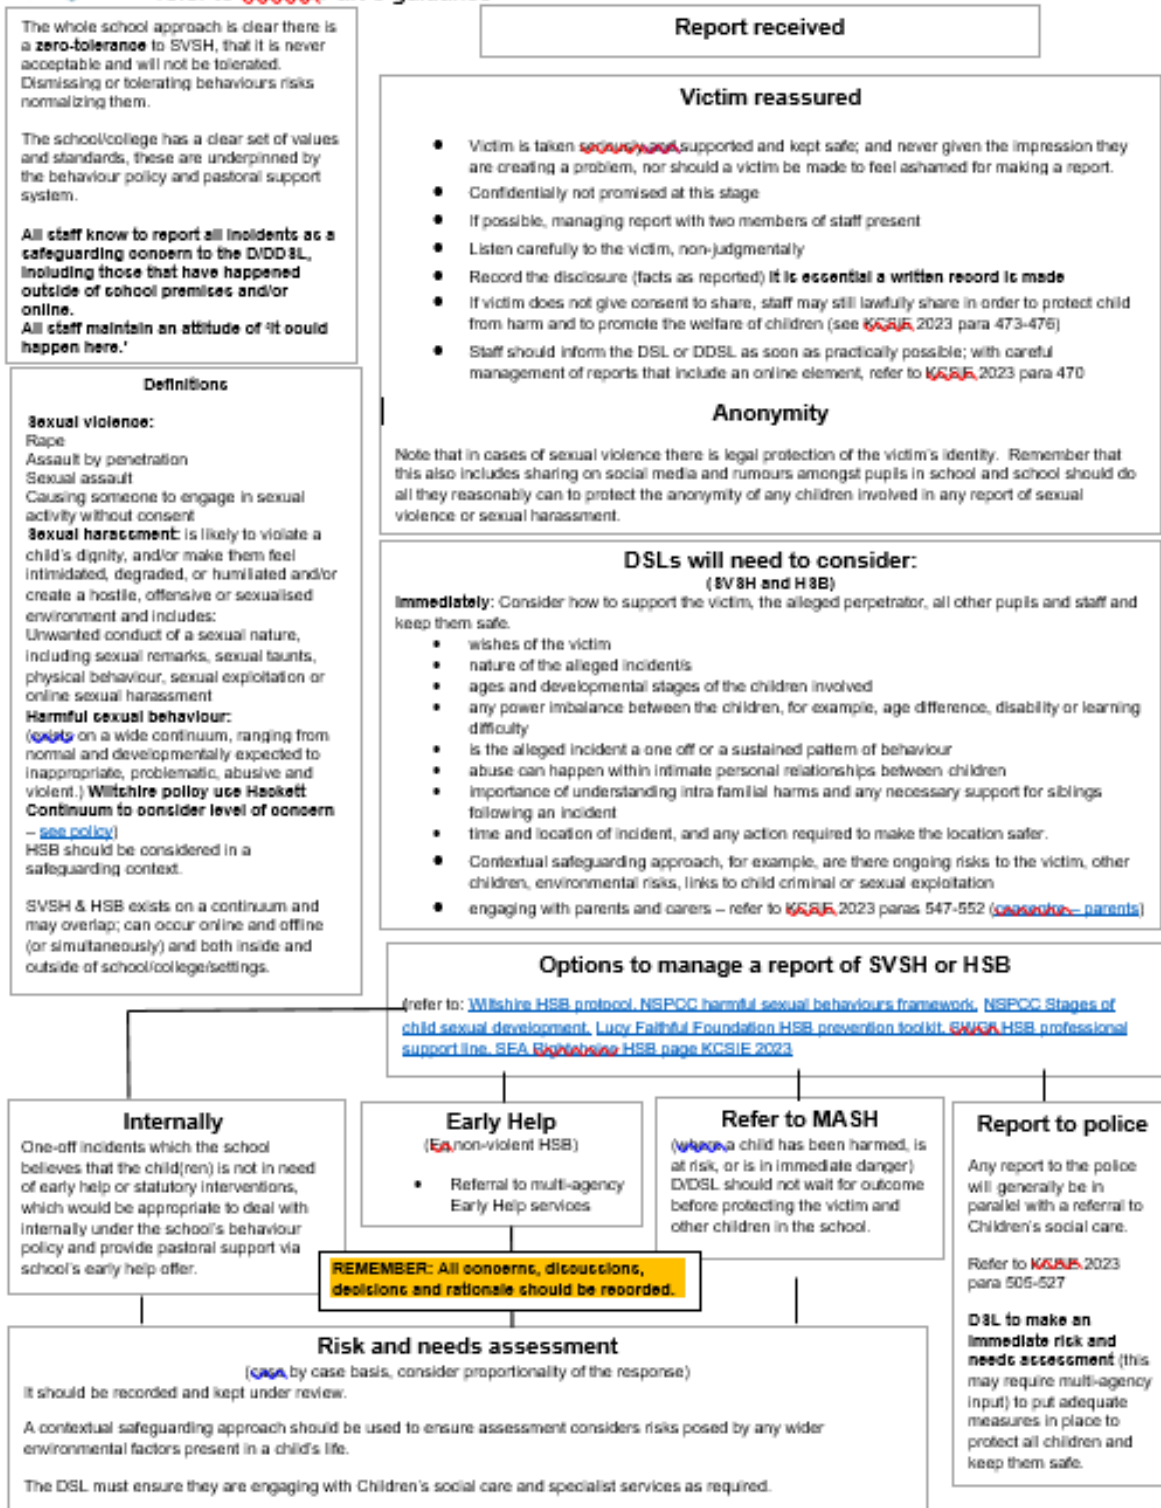 The whole school approach is clear there is
a zero-tolerance to SVSH, that it is never
acceptable and will not be tolerated.
Dismissing or tolerating behaviours risks
normalizing them.
The school/college has a clear set of values
and standards, these are underpinned by
the behaviour policy and pastoral support
system.
All staff know to report all incidents as a
safeguarding concern to the D/DDSL,
including those that have happened
outside of school premises and/or
online.
All staff maintain an attitude of 'it could
happen here.'
Definitions
Sexual violence:
Rape
Assault by penetration
Sexual assault
Causing someone to engage in sexual
activity without consent
Sexual harassment: is likely to violate a
child's dignity, and/or make them feel
intimidated, degraded, or humiliated and/or
create a hostile, offensive or sexualised
environment and includes:
Unwanted conduct of a sexual nature,
including sexual remarks, sexual taunts,
physical behaviour, sexual exploitation or
online sexual harassment
Harmful sexual behaviour:
(exists on a wide continuum, ranging from
normal and developmentally expected to
inappropriate, problematic, abusive and
violent.) Wiltshire policy use Hackett
Continuum to consider level of concern
– see policy)
HSB should be considered in a
safeguarding context.
SVSH & HSB exists on a continuum and
may overlap; can occur online and offline
(or simultaneously) and both inside and
outside of school/college/settings.
Report received
Victim reassured
● Victim is taken seriously and supported and kept safe; and never given the impression they
are creating a problem, nor should a victim be made to feel ashamed for making a report.
● Confidentially not promised at this stage
● If possible, managing report with two members of staff present
● Listen carefully to the victim, non-judgmentally
● Record the disclosure (facts as reported) It is essential a written record is made
● If victim does not give consent to share, staff may still lawfully share in order to protect child
from harm and to promote the welfare of children (see KCSIE 2023 para 473-476)
● Staff should inform the DSL or DDSL as soon as practically possible; with careful
management of reports that include an online element, refer to KCSIE 2023 para 470
Anonymity
Note that in cases of sexual violence there is legal protection of the victim's identity. Remember that
this also includes sharing on social media and rumours amongst pupils in school and school should do
all they reasonably can to protect the anonymity of any children involved in any report of sexual
violence or sexual harassment.
DSLs will need to consider:
(SVSH and HSB)
Immediately: Consider how to support the victim, the alleged perpetrator, all other pupils and staff and
keep them safe.
• wishes of the victim
• nature of the alleged incident/s
• ages and developmental stages of the children involved
• any power imbalance between the children, for example, age difference, disability or learning
difficulty
• is the alleged incident a one off or a sustained pattern of behaviour
• abuse can happen within intimate personal relationships between children
• importance of understanding intra familial harms and any necessary support for siblings
following an incident
• time and location of incident, and any action required to make the location safer.
● Contextual safeguarding approach, for example, are there ongoing risks to the victim, other
children, environmental risks, links to child criminal or sexual exploitation
● engaging with parents and carers – refer to KCSIE 2023 paras 547-552 (– parents)
Options to manage a report of SVSH or HSB
(refer to: Wiltshire HSB protocol, NSPCC harmful sexual behaviours framework, NSPCC Stages of
child sexual development, Lucy Faithful Foundation HSB prevention toolkit, HSB professional
support line, SEA HSB page KCSIE 2023
Internally
One-off incidents which the school
believes that the child(ren) is not in need
of early help or statutory interventions,
which would be appropriate to deal with
internally under the school's behaviour
policy and provide pastoral support via
school's early help offer.
Early Help
(Eg non-violent HSB)
• Referral to multi-agency
Early Help services
Refer to MASH
(where a child has been harmed, is
at risk, or is in immediate danger)
D/DSL should not wait for outcome
before protecting the victim and
other children in the school.
Report to police
Any report to the police
will generally be in
parallel with a referral to
Children's social care.
Refer to KCSIE 2023
para 505-527
DSL to make an
immediate risk and
needs assessment (this
may require multi-agency
input) to put adequate
measures in place to
protect all children and
keep them safe.
REMEMBER: All concerns, discussions,
decisions and rationale should be recorded.
Risk and needs assessment
(case by case basis, consider proportionality of the response)
It should be recorded and kept under review.
A contextual safeguarding approach should be used to ensure assessment considers risks posed by any wider
environmental factors present in a child's life.
The DSL must ensure they are engaging with Children's social care and specialist services as required.